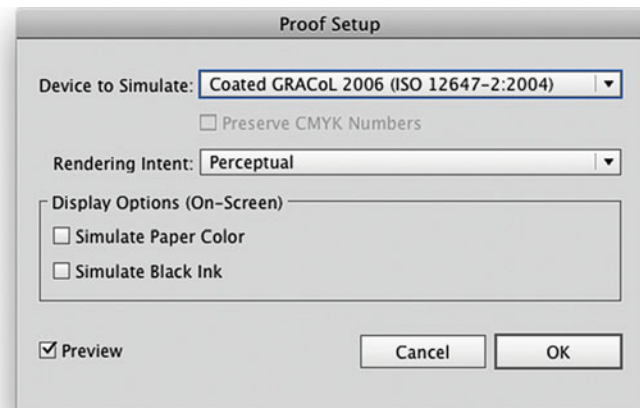 Proof Setup
Device to Simulate: Coated GRACoL 2006 (ISO 12647-2:2004)
Preserve CMYK Numbers
Rendering Intent: Perceptual
Display Options (On-Screen)
Simulate Paper Color
Simulate Black Ink
Preview Cancel OK